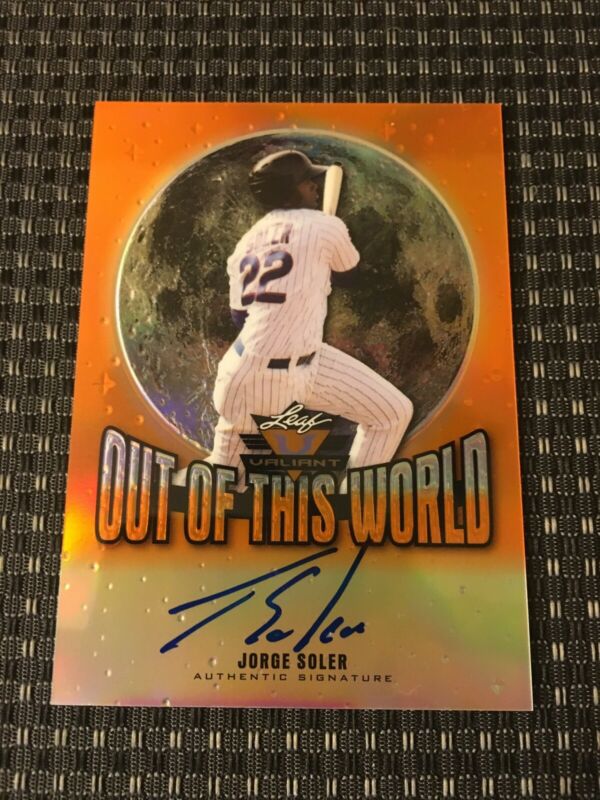 22
Leaf
VALIANT
OUT OF THIS WORLD
JORGE SOLER
AUTHENTIC SIGNATURE